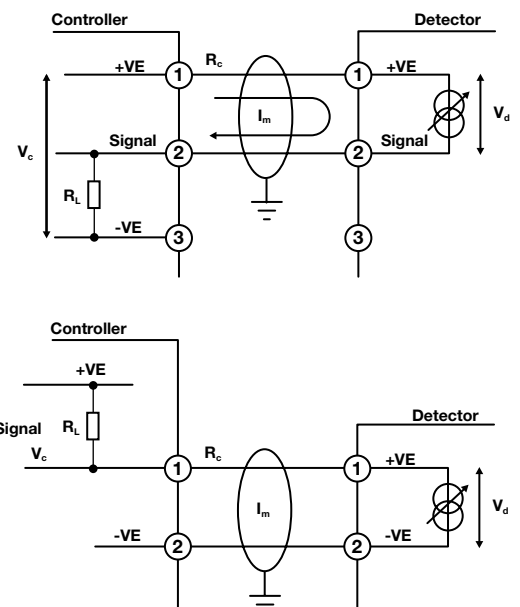 Controller Detector
+VE Rc +VE
1 1
Im
Vd
Signal Signal
Vc 2 2
RL
-VE
3 3
Controller
+VE
Signal RL
Detector
Vc Rc +VE
1 1
Im
Vd
-VE -VE
2 2